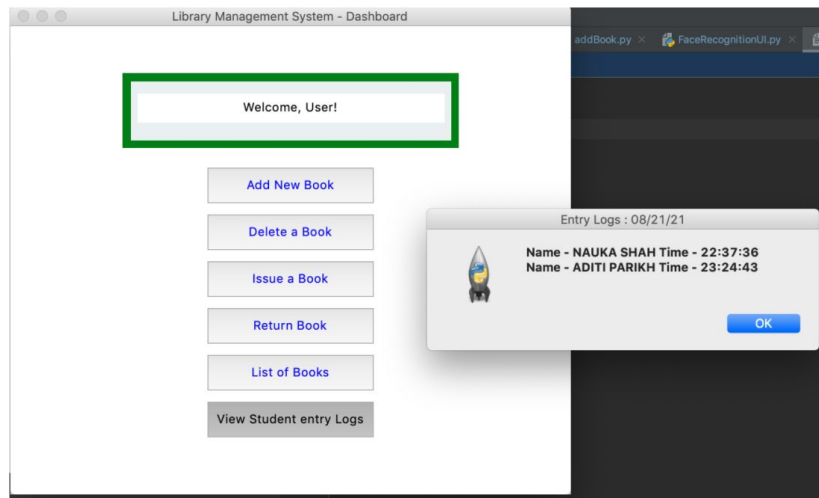 Library Management System - Dashboard
addBook.py
FaceRecognitionUI.py
Welcome, User!
Add New Book
Delete a Book
Issue a Book
Return Book
List of Books
View Student entry Logs
Entry Logs : 08/21/21
Name - NAUKA SHAH Time - 22:37:36
Name - ADITI PARIKH Time - 23:24:43
OK